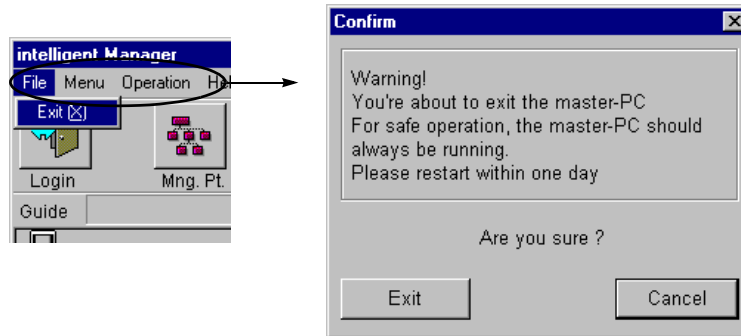 intelligent Manager
File Menu Operation
Exit (X)
Login Mng. Pt.
Guide
Confirm
Warning!
You're about to exit the master-PC
For safe operation, the master-PC should
always be running.
Please restart within one day
Are you sure ?
Exit Cancel